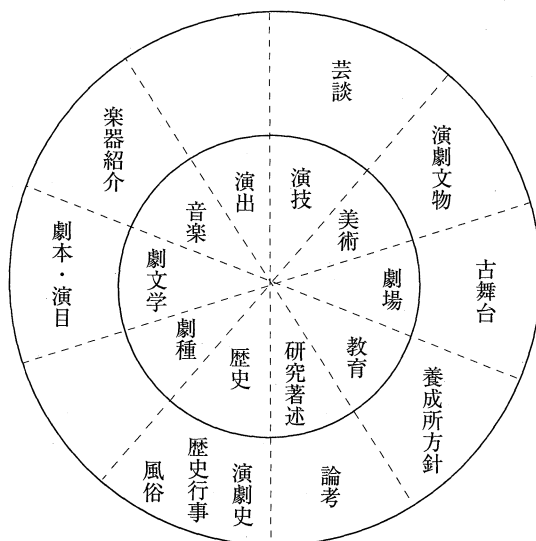 芸談
演劇文物
古舞台
養成所方針
論考
演劇史
歴史行事
風俗
劇本・演目
楽器紹介
演技
美術
劇場
教育
研究著述
歴史
劇種
劇文学
音楽
演出